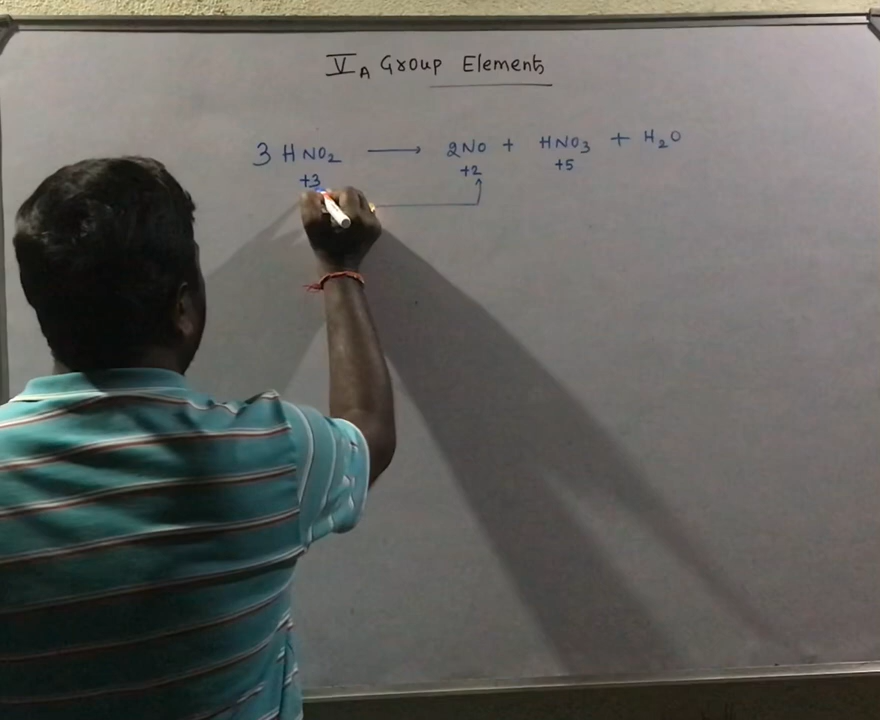 V_A Group Elements
3 HNO₂ → 2NO + HNO₃ + H₂O
+3 +2 +5